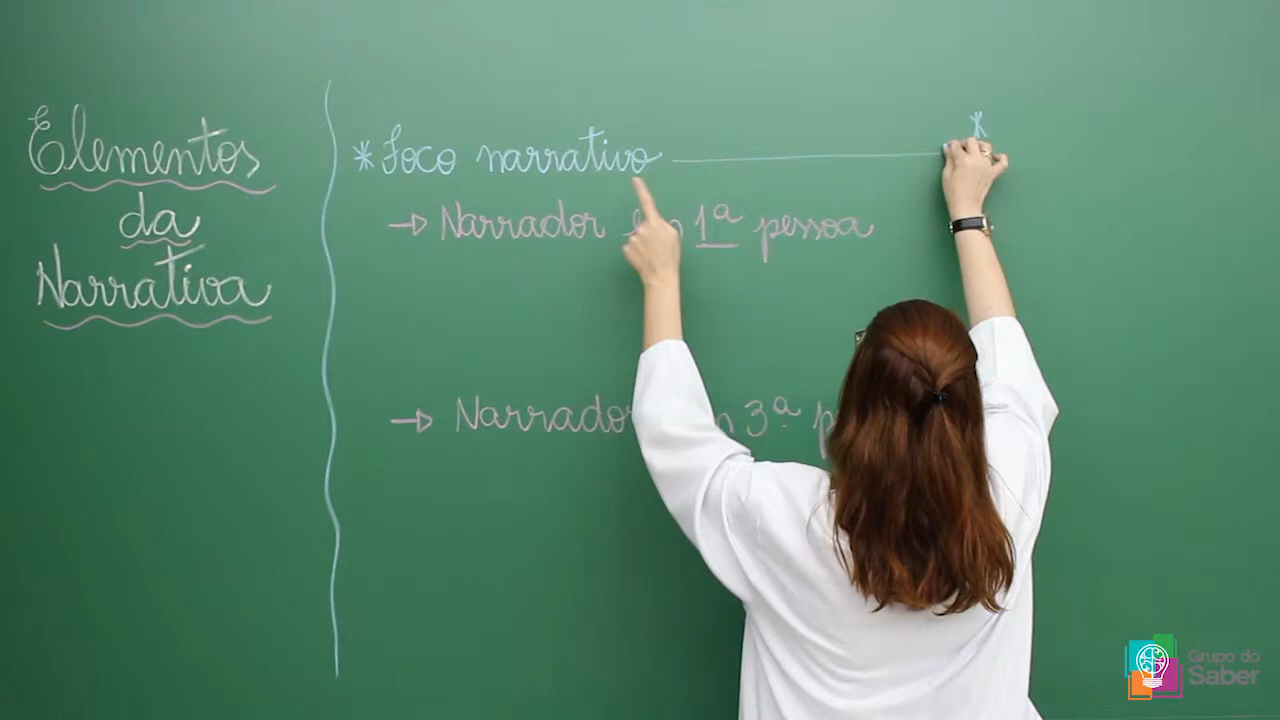 Elementos
da
Narrativa
* Foco narrativo
→ Narrador 1ª pessoa
→ Narrador 3ª
Grupo do
Saber